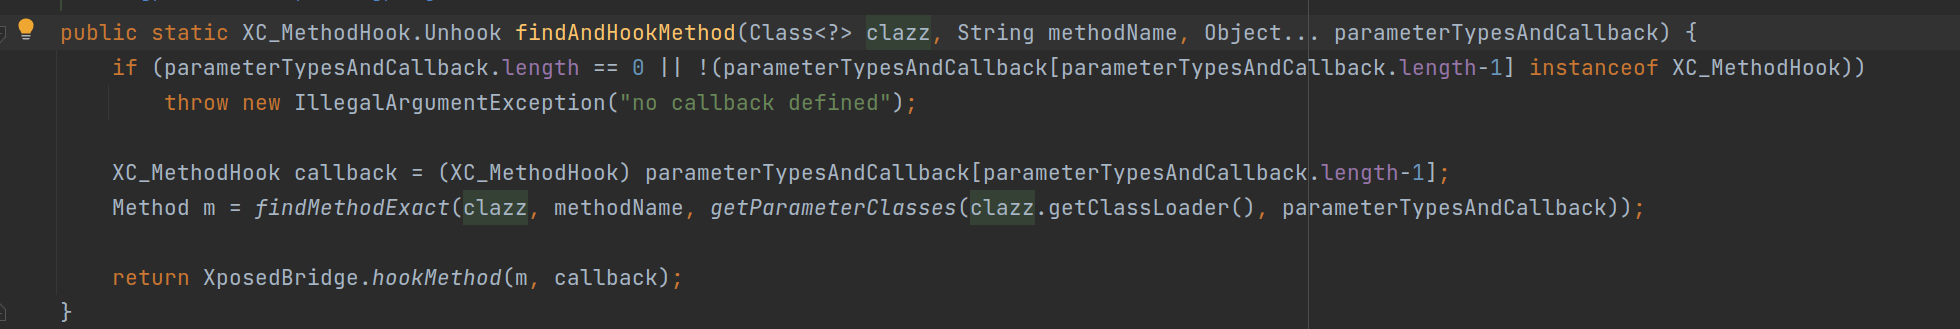 public static XC_MethodHook.Unhook findAndHookMethod(Class<?> clazz, String methodName, Object... parameterTypesAndCallback) {
if (parameterTypesAndCallback.length == 0 || !(parameterTypesAndCallback[parameterTypesAndCallback.length-1] instanceof XC_MethodHook))
throw new IllegalArgumentException("no callback defined");
XC_MethodHook callback = (XC_MethodHook) parameterTypesAndCallback[parameterTypesAndCallback.length-1];
Method m = findMethodExact(clazz, methodName, getParameterClasses(clazz.getClassLoader(), parameterTypesAndCallback));
return XposedBridge.hookMethod(m, callback);
}